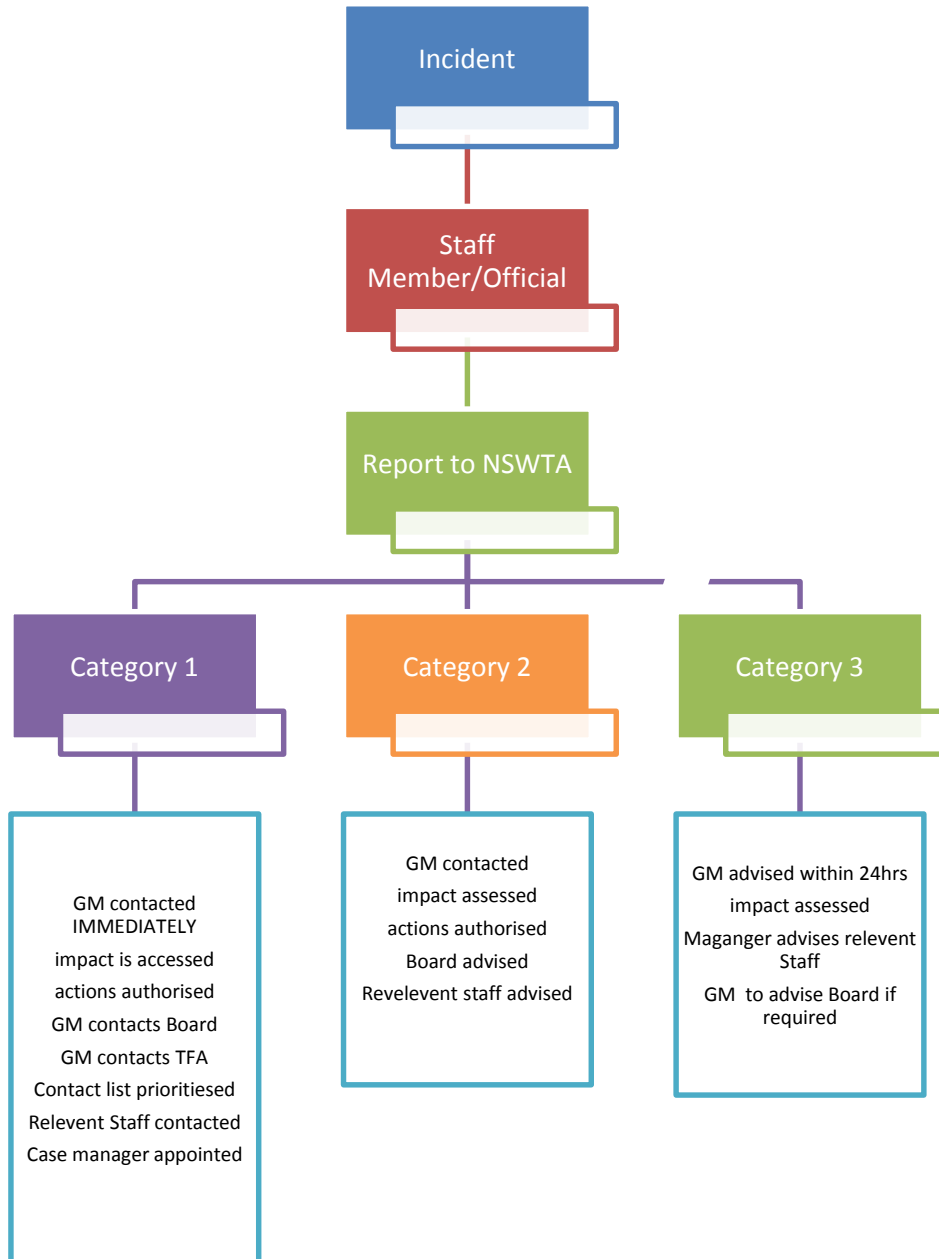 Incident
Staff
Member/Official
Report to NSWTA
Category 1
Category 2
Category 3
GM contacted
IMMEDIATELY
impact is accessed
actions authorised
GM contacts Board
GM contacts TFA
Contact list prioritiesed
Relevent Staff contacted
Case manager appointed
GM contacted
impact assessed
actions authorised
Board advised
Revelevent staff advised
GM advised within 24hrs
impact assessed
Maganger advises relevent
Staff
GM to advise Board if
required